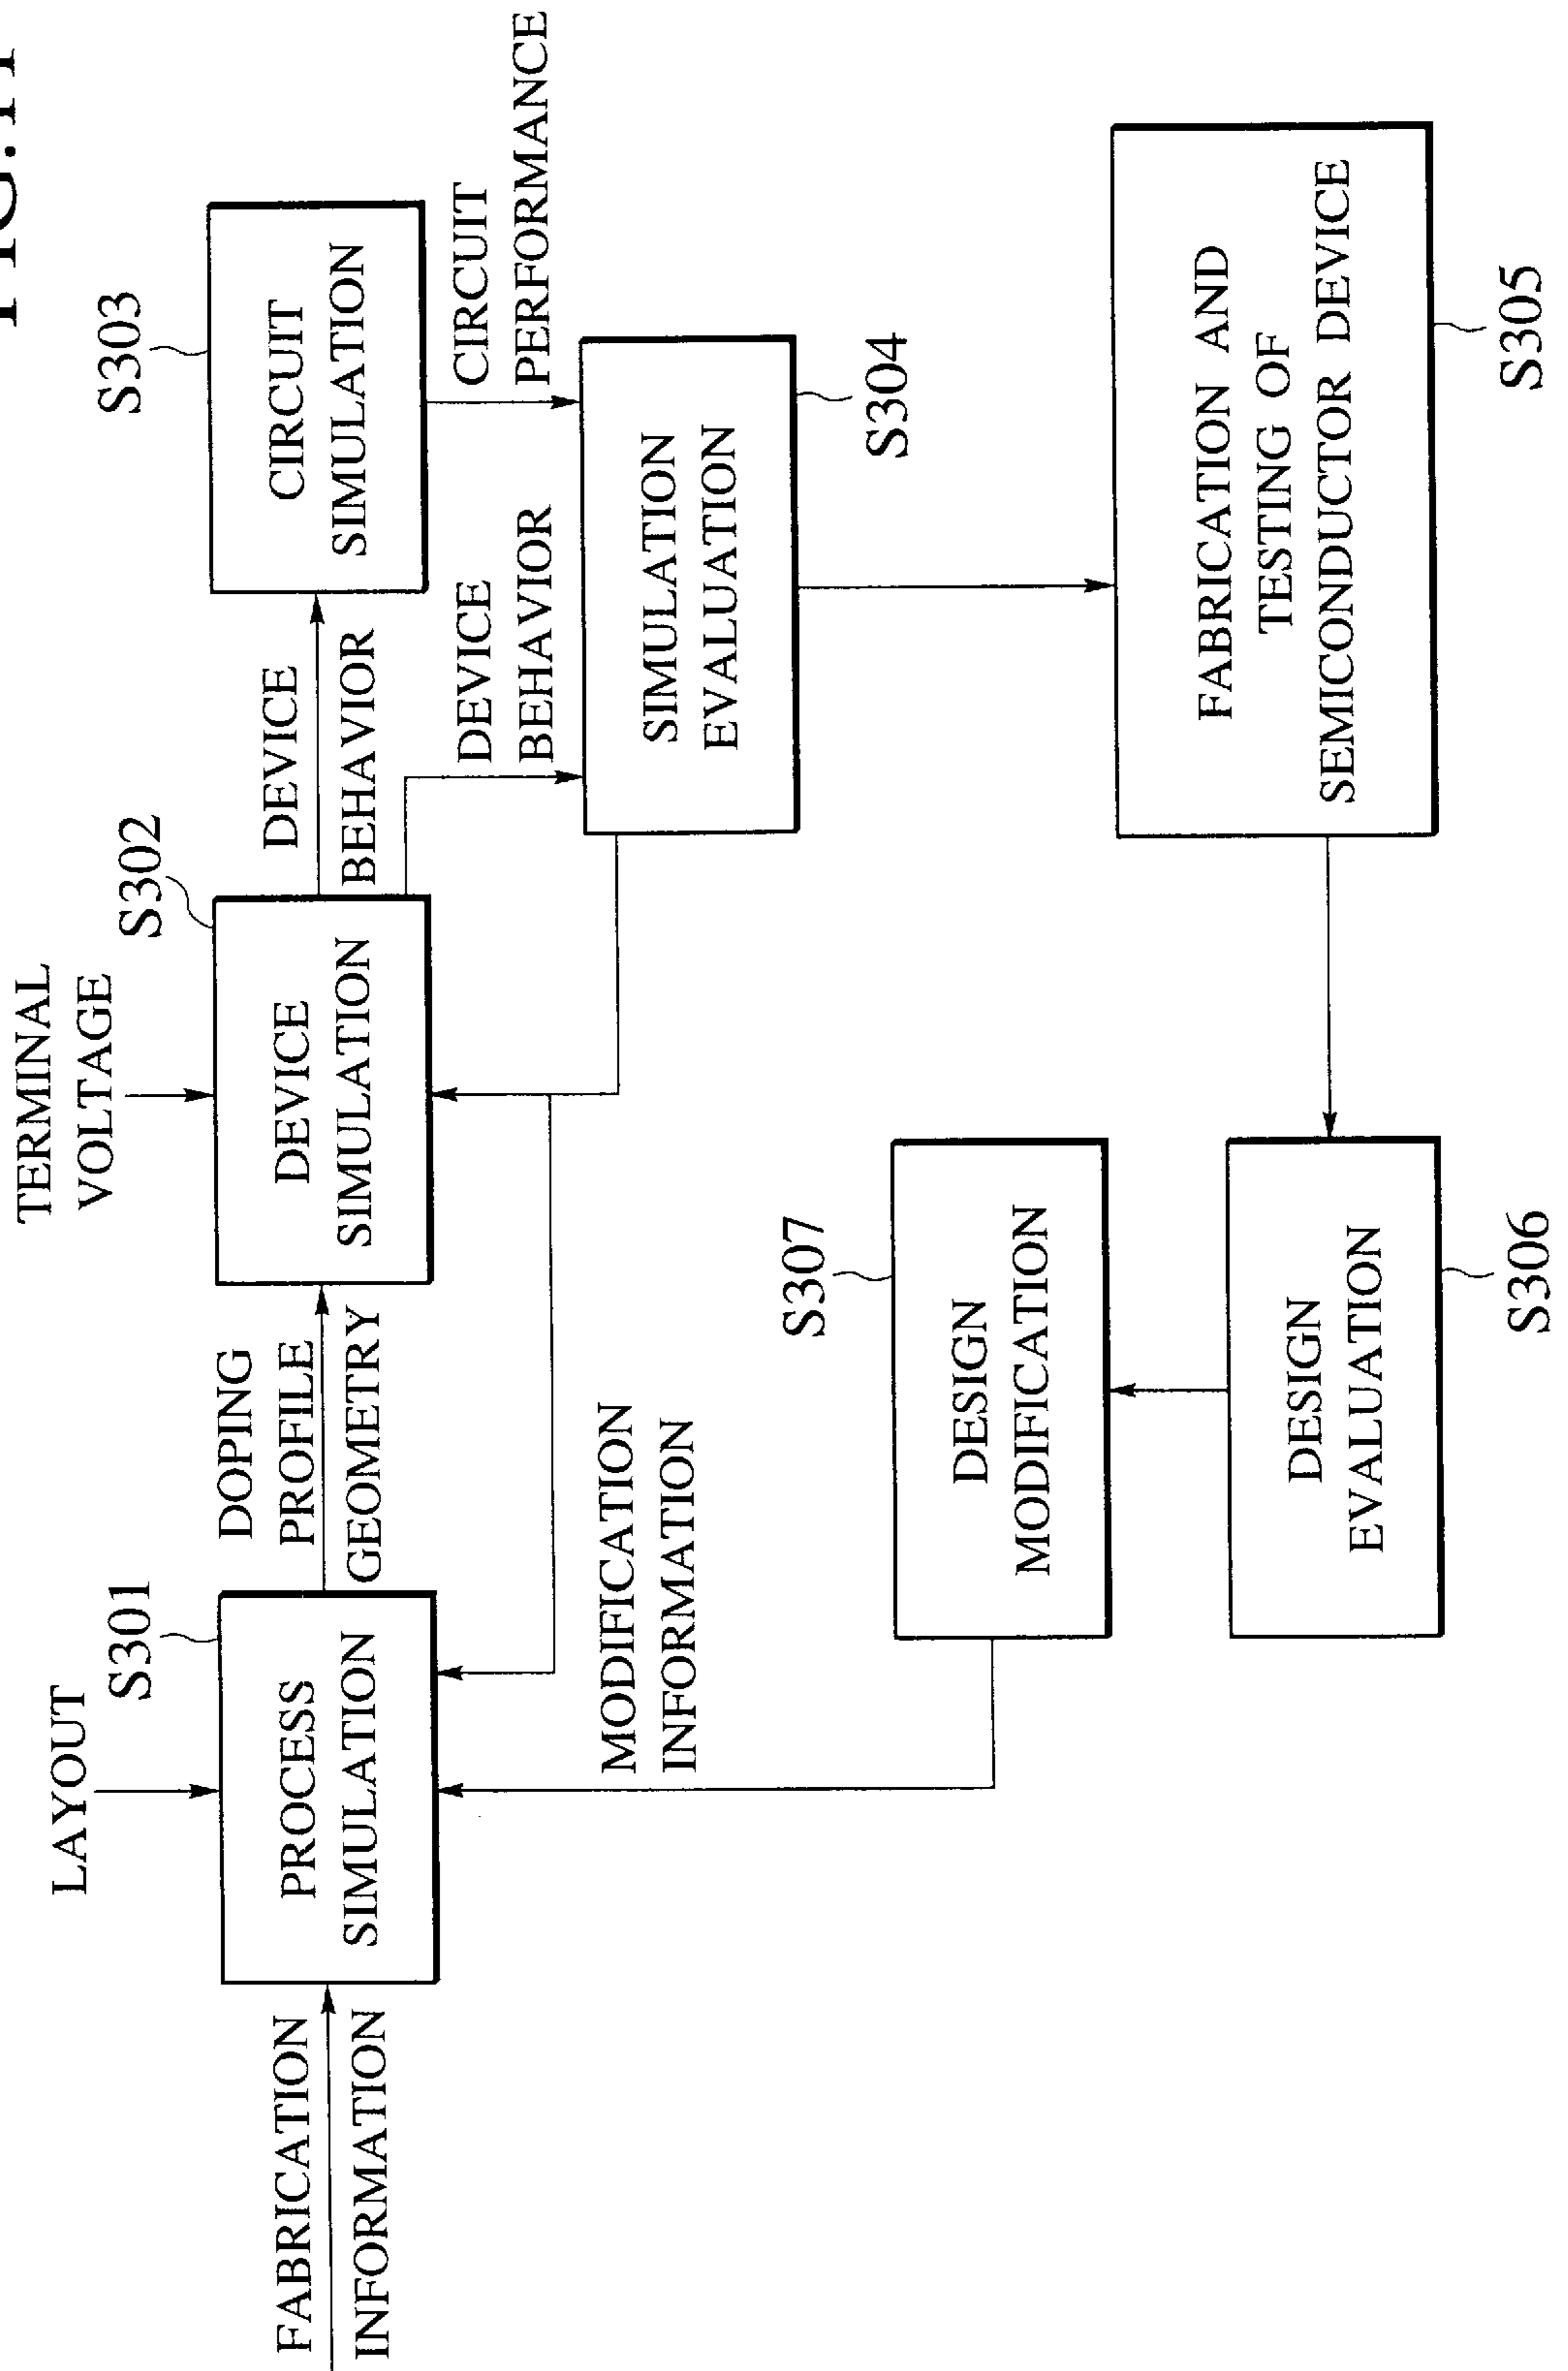 FIG.
LAYOUT
S301
TERMINAL
VOLTAGE
S302
S303
FABRICATION
INFORMATION
PROCESS
SIMULATION
DOPING
PROFILE
GEOMETRY
DEVICE
SIMULATION
DEVICE
BEHAVIOR
CIRCUIT
SIMULATION
DEVICE
BEHAVIOR
CIRCUIT
PERFORMANCE
MODIFICATION
INFORMATION
SIMULATION
EVALUATION
S304
S307
DESIGN
MODIFICATION
FABRICATION AND
TESTING OF
SEMICONDUCTOR DEVICE
DESIGN
EVALUATION
S306
S305